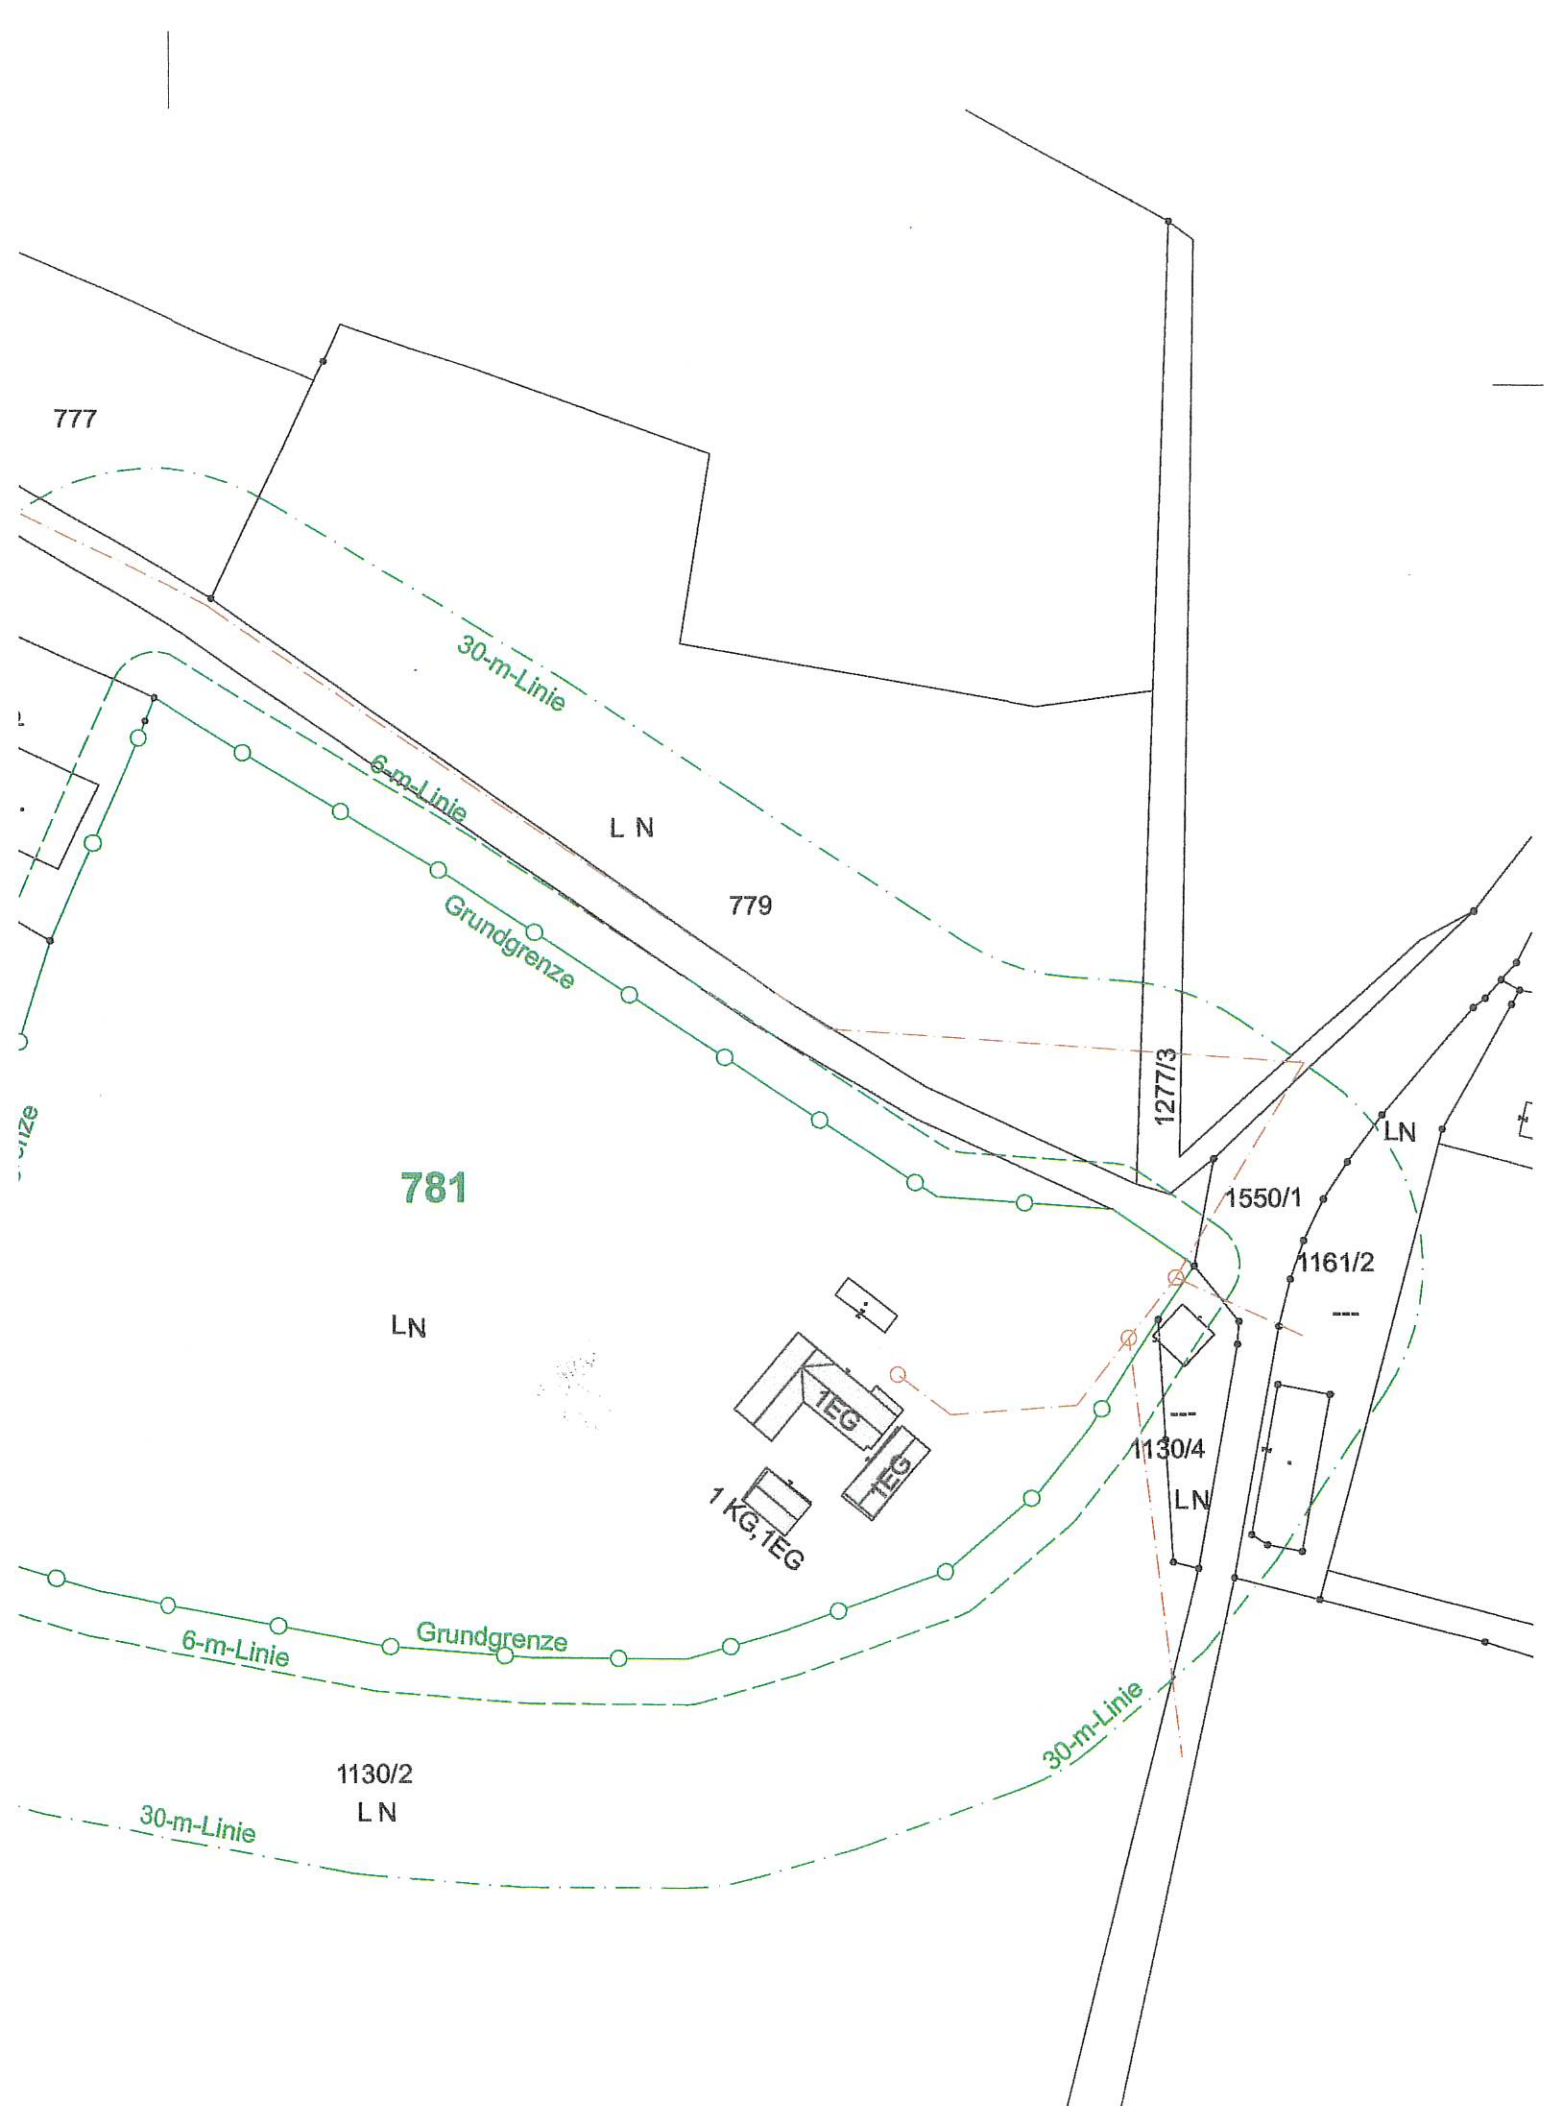 777
30-m-Linie
6-m-Linie
L N
779
Grundgrenze
1277/3
LN
781
1550/1
1161/2
---
LN
1EG
1EG
1 KG, 1EG
---
1130/4
LN
Grundgrenze
6-m-Linie
30-m-Linie
1130/2
L N
30-m-Linie